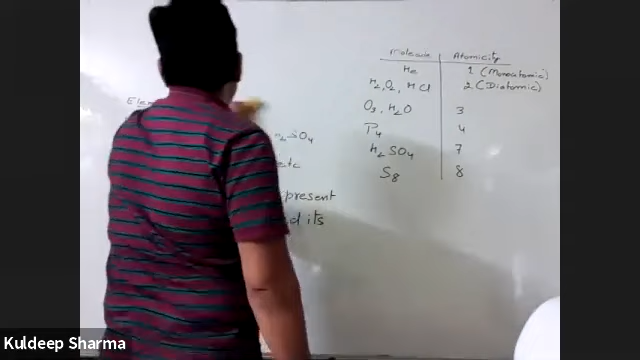 Molecule Atomicity
He 1 (Monoatomic)
H2, O2, HCl 2 (Diatomic)
O3, H2O 3
P4 4
H2SO4 7
S8 8
Ele
H2SO4
etc
present
d its
Kuldeep Sharma